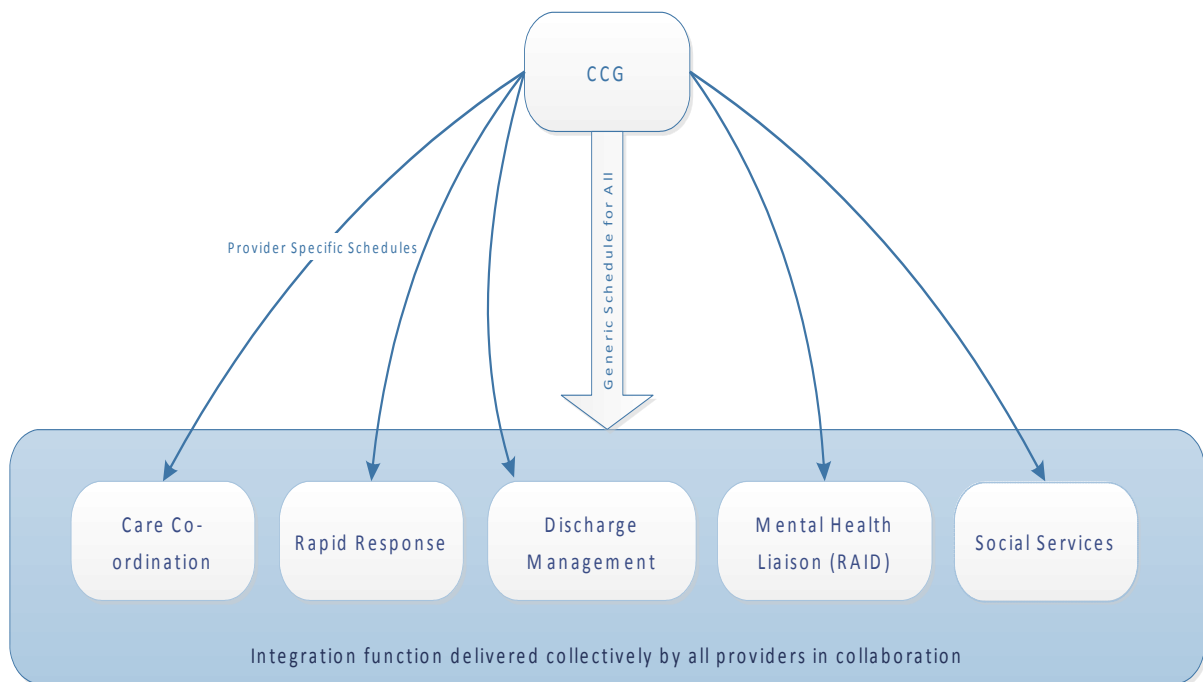 CCG
Generic Schedule for All
Provider Specific Schedules
Care Co-
ordination
Rapid Response
Discharge
Management
Mental Health
Liaison (RAID)
Social Services
Integration function delivered collectively by all providers in collaboration